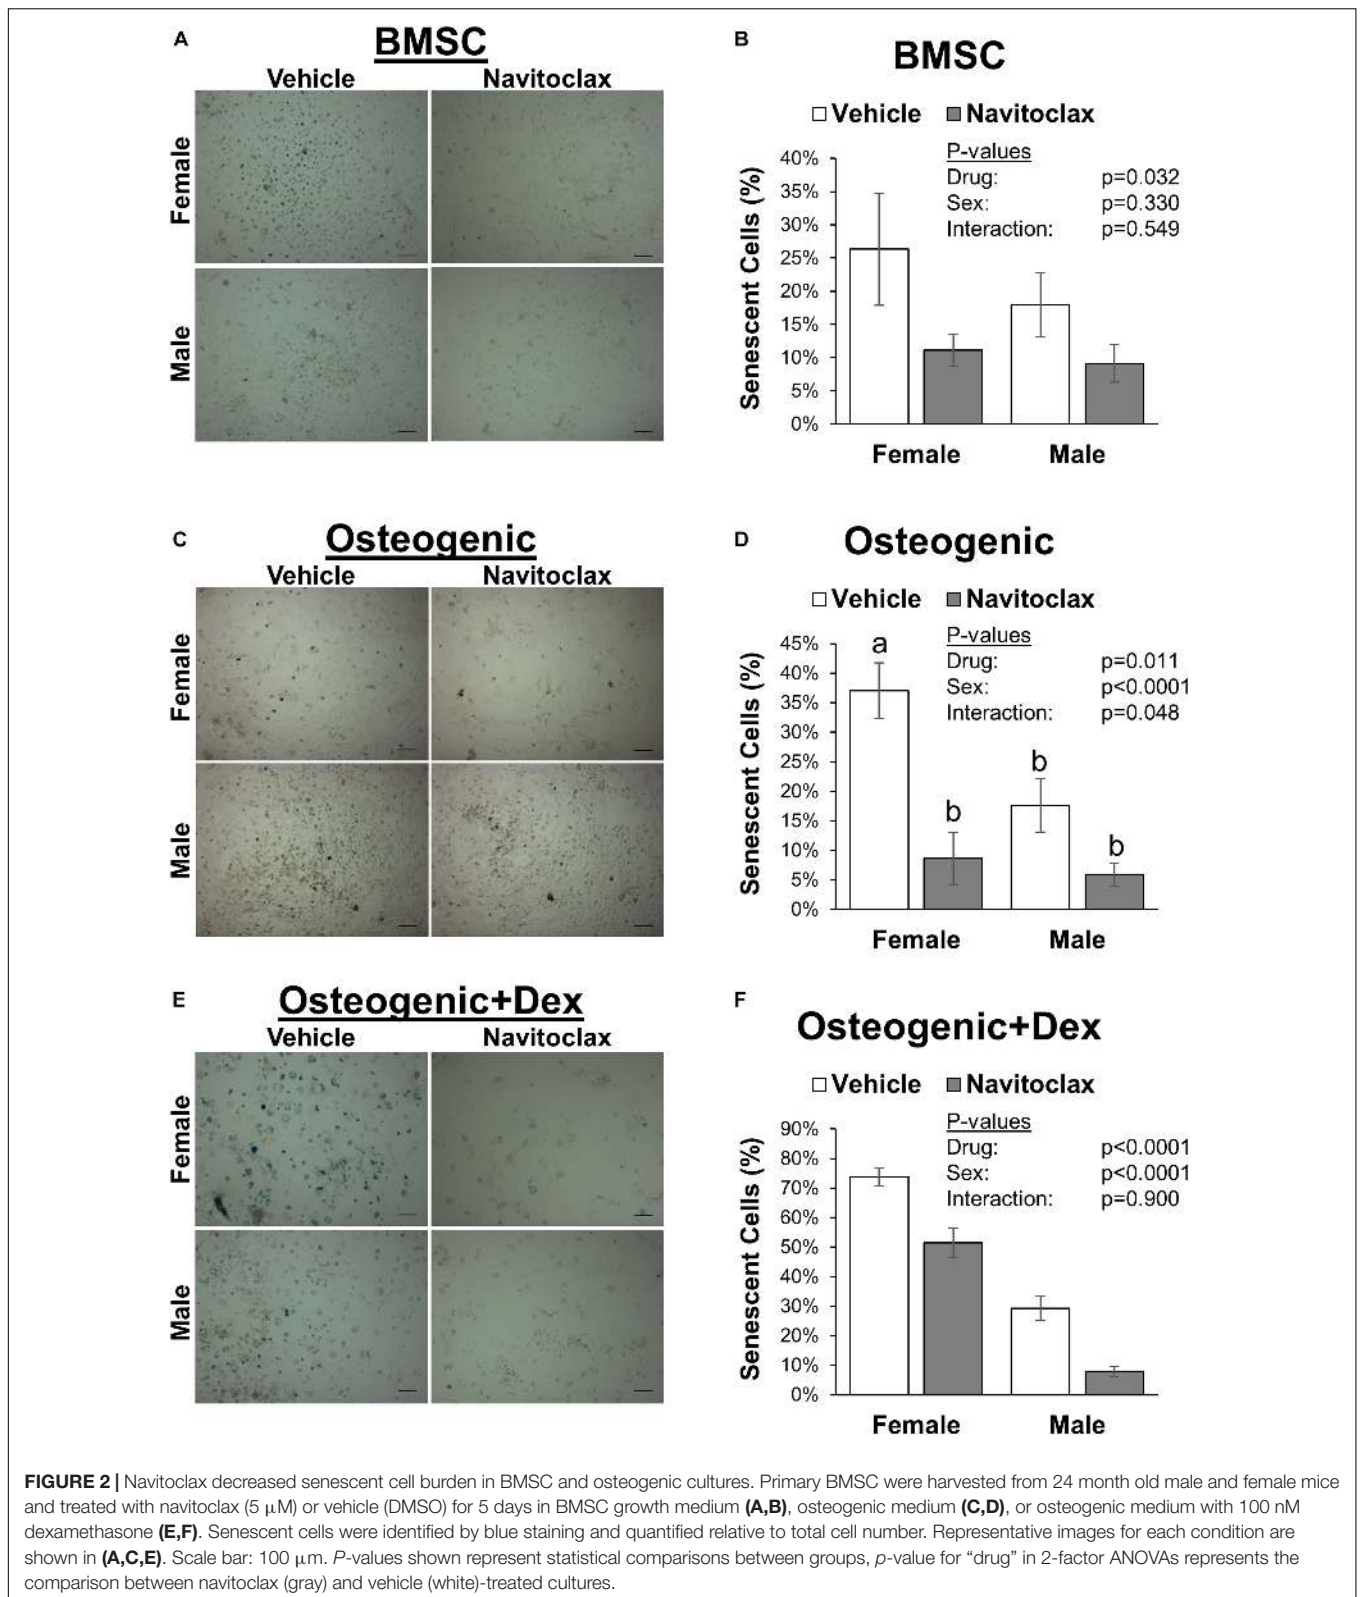 A
BMSC
Vehicle Navitoclax
Female
Male
B
BMSC
Vehicle Navitoclax
P-values
Drug: p=0.032
Sex: p=0.330
Interaction: p=0.549
Senescent Cells (%)
40%
35%
30%
25%
20%
15%
10%
5%
0%
Female Male
C
Osteogenic
Vehicle Navitoclax
Female
Male
D
Osteogenic
Vehicle Navitoclax
P-values
Drug: p=0.011
Sex: p<0.0001
Interaction: p=0.048
Senescent Cells (%)
45%
40%
35%
30%
25%
20%
15%
10%
5%
0%
a
b
b
b
Female Male
E
Osteogenic+Dex
Vehicle Navitoclax
Female
Male
F
Osteogenic+Dex
Vehicle Navitoclax
P-values
Drug: p<0.0001
Sex: p<0.0001
Interaction: p=0.900
Senescent Cells (%)
90%
80%
70%
60%
50%
40%
30%
20%
10%
0%
Female Male
FIGURE 2 | Navitoclax decreased senescent cell burden in BMSC and osteogenic cultures. Primary BMSC were harvested from 24 month old male and female mice
and treated with navitoclax (5 μM) or vehicle (DMSO) for 5 days in BMSC growth medium (A,B), osteogenic medium (C,D), or osteogenic medium with 100 nM
dexamethasone (E,F). Senescent cells were identified by blue staining and quantified relative to total cell number. Representative images for each condition are
shown in (A,C,E). Scale bar: 100 μm. P-values shown represent statistical comparisons between groups, p-value for “drug” in 2-factor ANOVAs represents the
comparison between navitoclax (gray) and vehicle (white)-treated cultures.